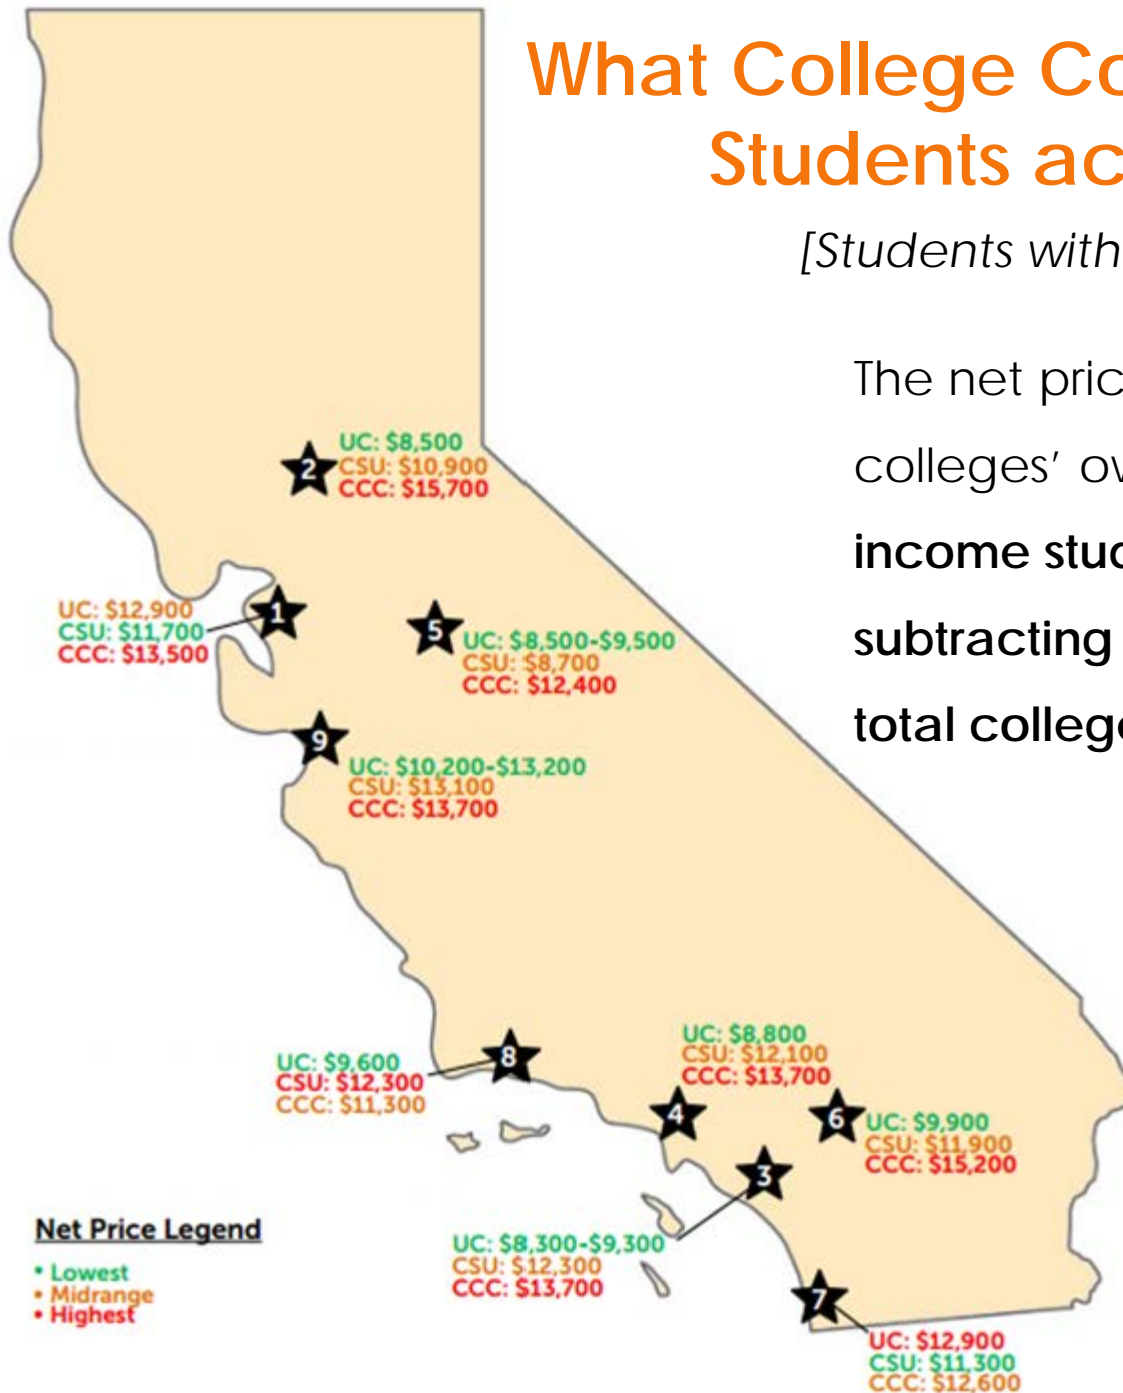 What College Co
Students ac
[Students with
The net pric
colleges’ ov
income stud
subtracting
total college
2
UC: $8,500
CSU: $10,900
CCC: $15,700
1
UC: $12,900
CSU: $11,700
CCC: $13,500
5
UC: $8,500-$9,500
CSU: $8,700
CCC: $12,400
9
UC: $10,200-$13,200
CSU: $13,100
CCC: $13,700
8
UC: $9,600
CSU: $12,300
CCC: $11,300
UC: $8,800
CSU: $12,100
CCC: $13,700
4
6
UC: $9,900
CSU: $11,900
CCC: $15,200
3
UC: $8,300-$9,300
CSU: $12,300
CCC: $13,700
7
UC: $12,900
CSU: $11,300
CCC: $12,600
Net Price Legend
• Lowest
• Midrange
• Highest